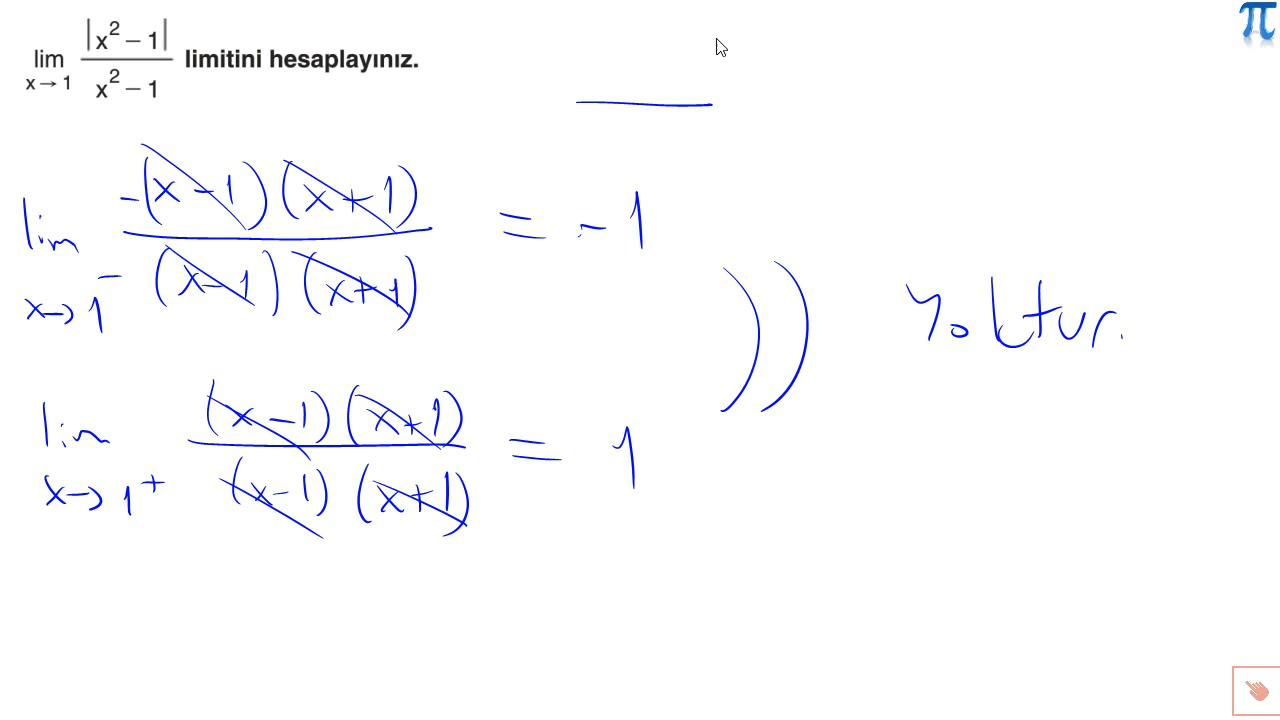 lim x→1 |x² − 1| / x² − 1 limitini hesaplayınız.
lim x→1⁻ -(x-1)(x+1) / (x-1)(x+1) = -1
yoktur.
lim x→1⁺ (x-1)(x+1) / (x-1)(x+1) = 1
π